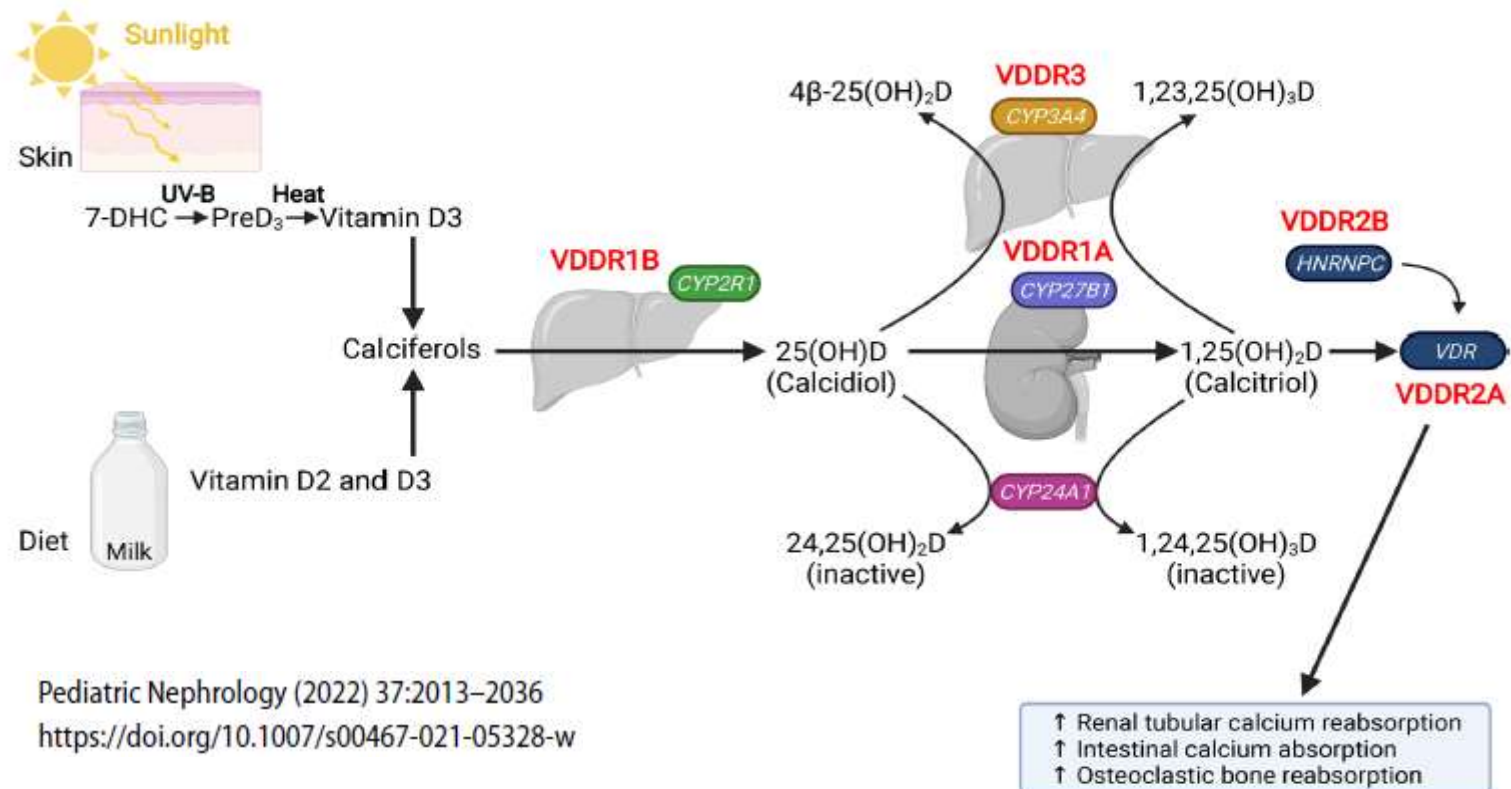 Sunlight
Skin
UV-B Heat
7-DHC → PreD₃ → Vitamin D3
Calciferols
Vitamin D2 and D3
Diet
Milk
VDDR1B
CYP2R1
25(OH)D
(Calcidiol)
4β-25(OH)₂D
VDDR3
CYP3A4
1,23,25(OH)₃D
VDDR1A
CYP27B1
1,25(OH)₂D
(Calcitriol)
VDDR2B
HNRNPC
VDR
VDDR2A
CYP24A1
24,25(OH)₂D
(inactive)
1,24,25(OH)₃D
(inactive)
Pediatric Nephrology (2022) 37:2013–2036
https://doi.org/10.1007/s00467-021-05328-w
↑ Renal tubular calcium reabsorption
↑ Intestinal calcium absorption
↑ Osteoclastic bone reabsorption